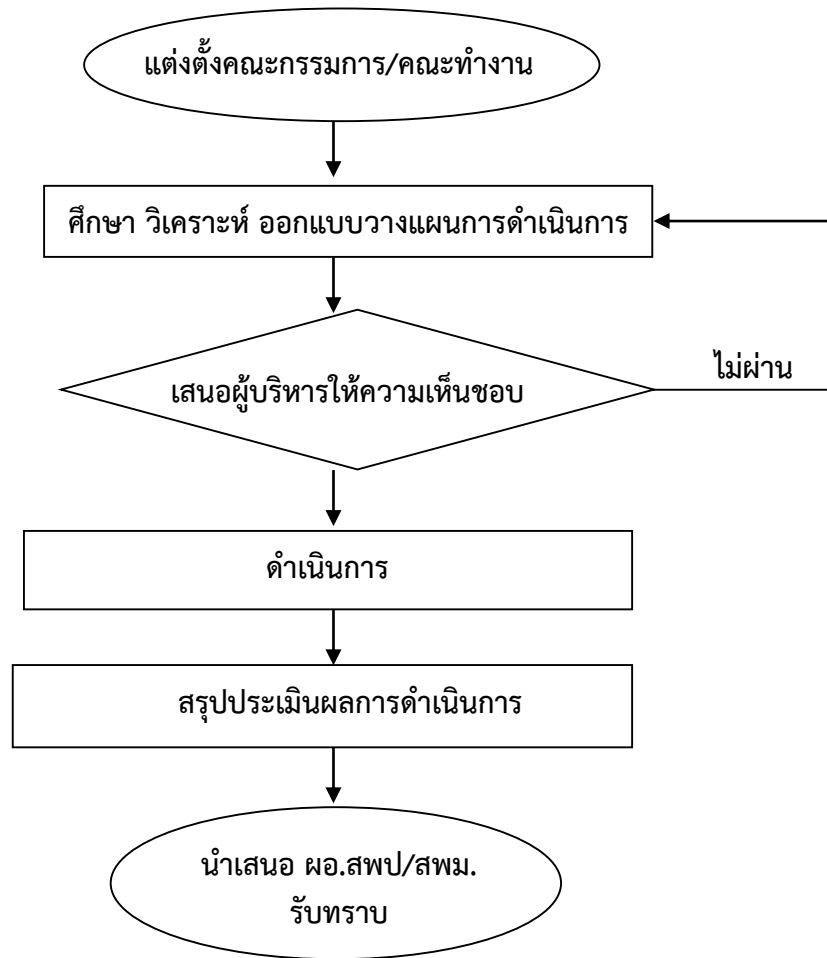 แต่งตั้งคณะกรรมการ/คณะทำงาน
ศึกษา วิเคราะห์ ออกแบบวางแผนการดำเนินการ
เสนอผู้บริหารให้ความเห็นชอบ
ไม่ผ่าน
ดำเนินการ
สรุปประเมินผลการดำเนินการ
นำเสนอ ผอ.สพป/สพม.
รับทราบ